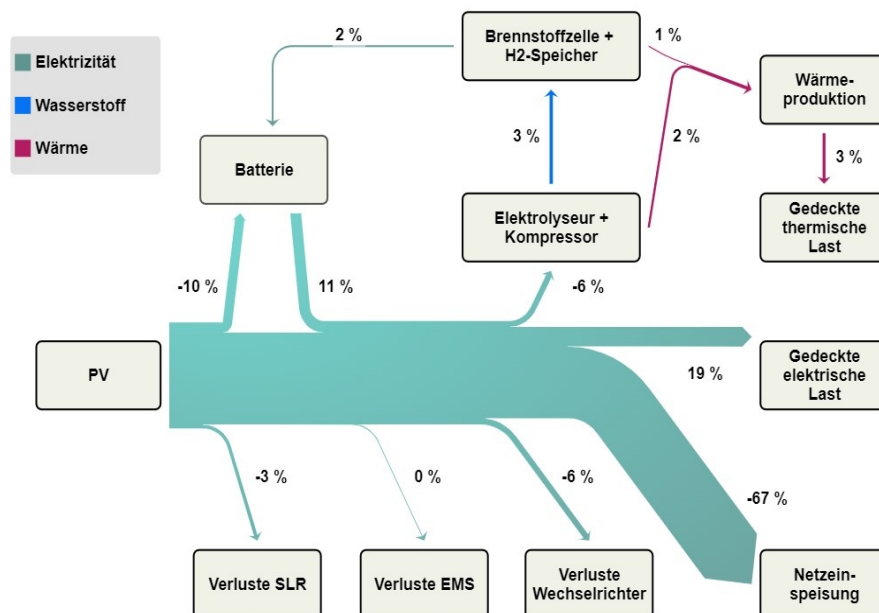 Elektrizität
Wasserstoff
Wärme
2 %
Brennstoffzelle +
H2-Speicher
1 %
Wärme-
produktion
3 %
2 %
3 %
Batterie
Elektrolyseur +
Kompressor
Gedeckte
thermische
Last
-10 %
11 %
-6 %
PV
19 %
Gedeckte
elektrische
Last
-3 %
0 %
-6 %
-67 %
Verluste SLR
Verluste EMS
Verluste
Wechselrichter
Netzein-
speisung